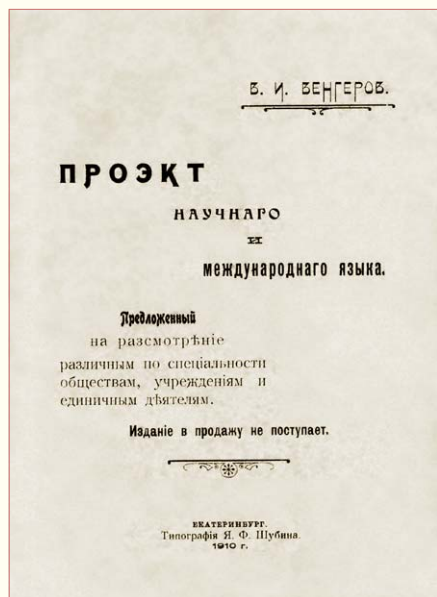 В. И. ВЕНГЕРОВ.
ПРОЭКТ
НАУЧНАГО
И
международнаго языка.
Предложенный
на разсмотрѣніе
различным по спеціальности
обществам, учрежденіям и
единичным дѣятелям.
Изданіе в продажу не поступает.
ЕКАТЕРИНБУРГ.
Типографія Я. Ф. Шубина.
1910 г.